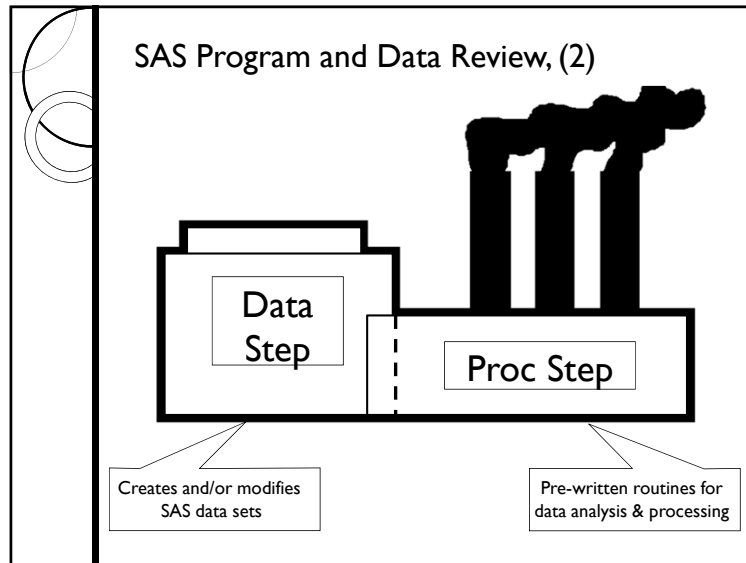 SAS Program and Data Review, (2)
Data
Step
Proc Step
Creates and/or modifies
SAS data sets
Pre-written routines for
data analysis & processing